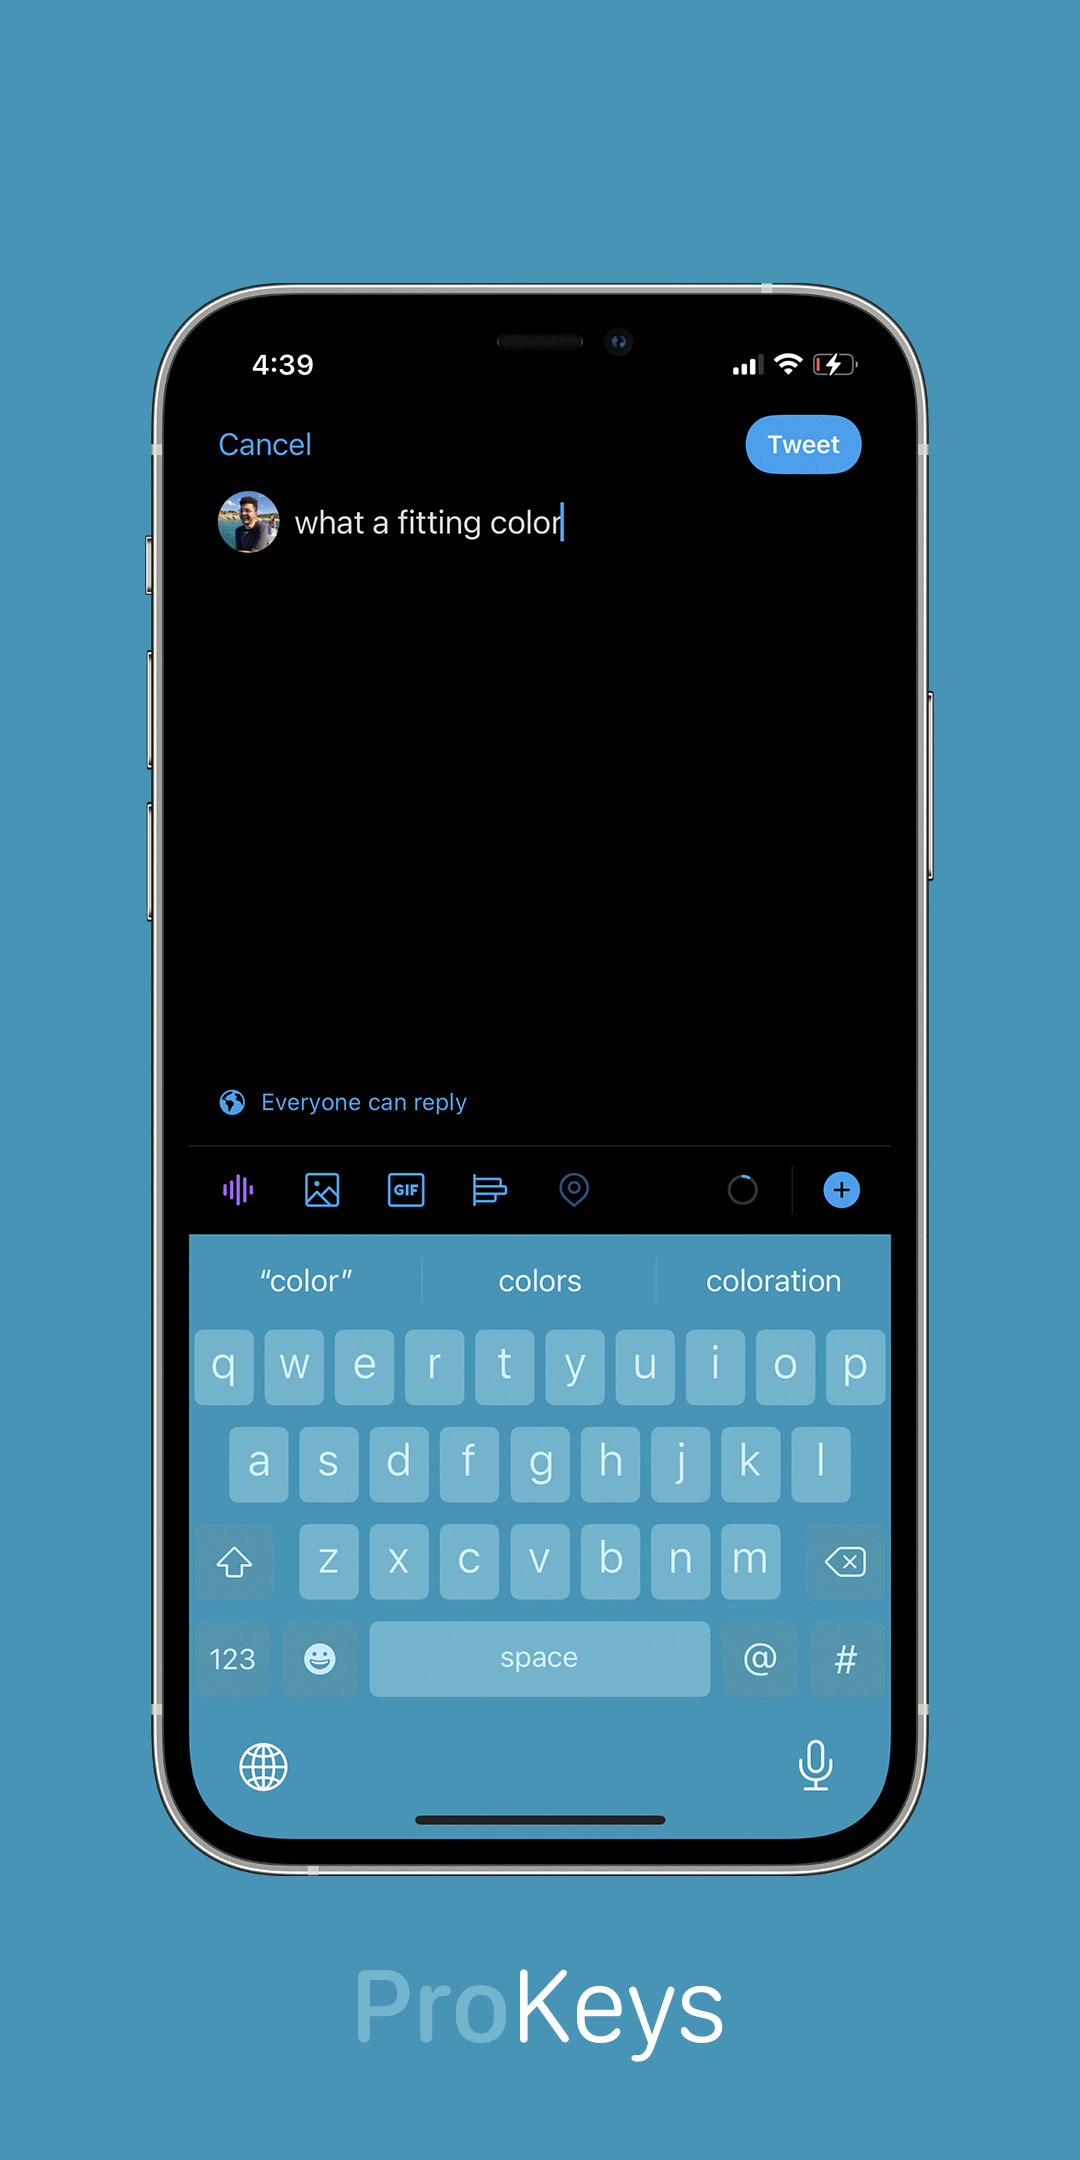 4:39
Cancel
Tweet
what a fitting color
Everyone can reply
GIF
“color” colors coloration
q w e r t y u i o p
a s d f g h j k l
z x c v b n m
123 space @ #
ProKeys